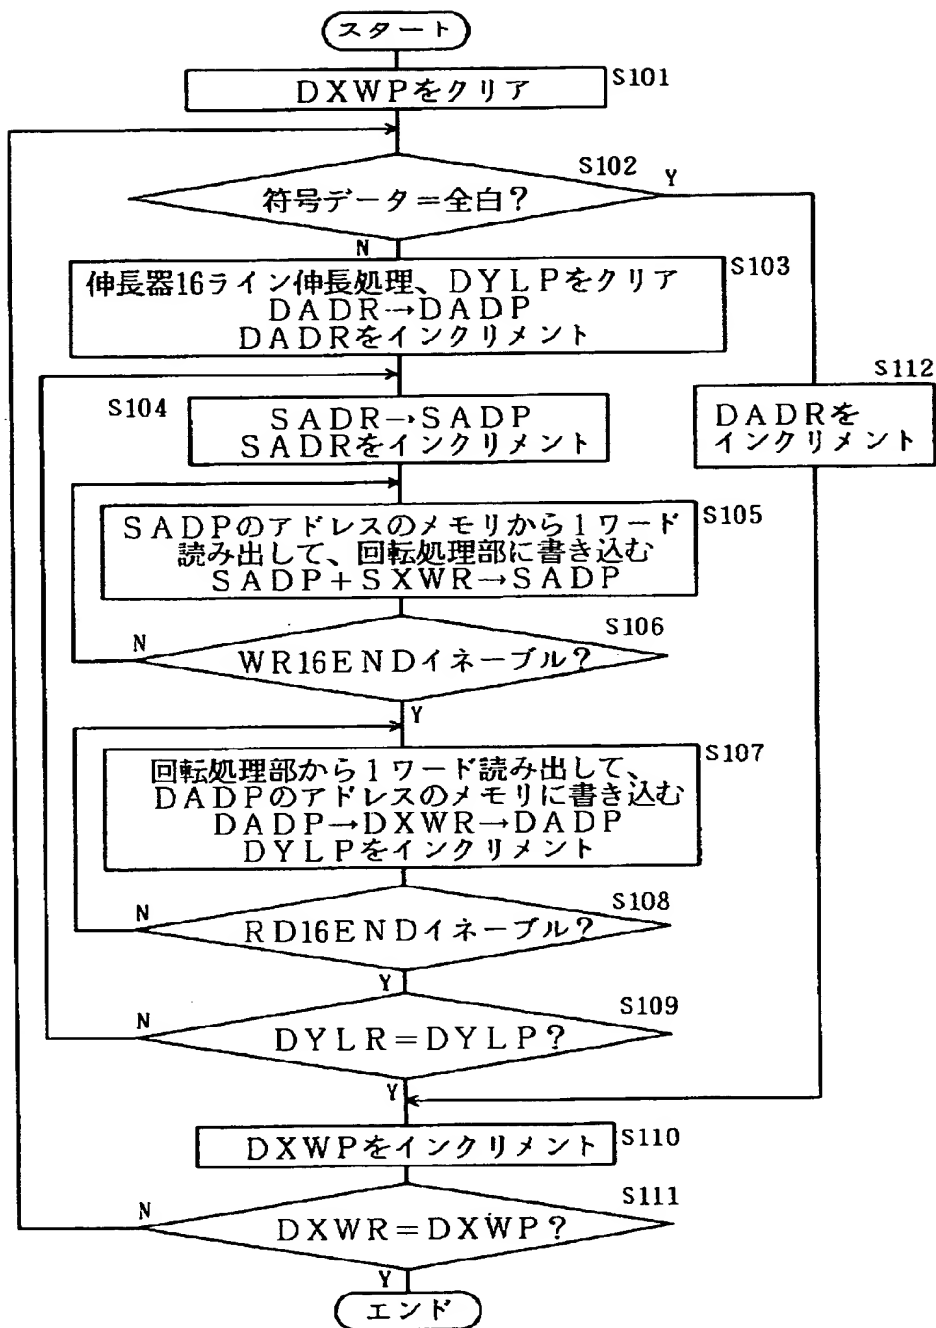 スタート
DXWPをクリア
S101
S102
Y
符号データ=全白?
N
S103
伸長器16ライン伸長処理、DYLPをクリア
DADR→DADP
DADRをインクリメント
S112
DADRを
インクリメント
S104
SADR→SADP
SADRをインクリメント
S105
SADPのアドレスのメモリから1ワード
読み出して、回転処理部に書き込む
SADP+SXWR→SADP
S106
N
WR16ENDイネーブル?
Y
S107
回転処理部から1ワード読み出して、
DADPのアドレスのメモリに書き込む
DADP→DXWR→DADP
DYLPをインクリメント
S108
N
RD16ENDイネーブル?
Y
S109
N
DYLR=DYLP?
Y
DXWPをインクリメント
S110
S111
N
DXWR=DXWP?
Y
エンド